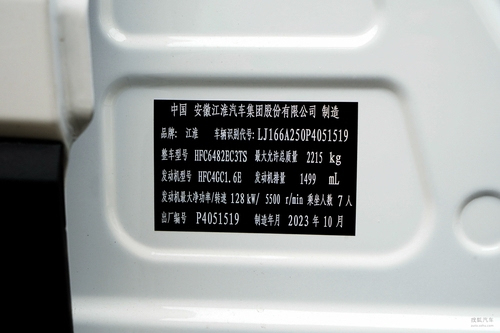 中国 安徽江淮汽车集团股份有限公司 制造
品牌: 江淮 车辆识别代号: LJ166A250P4051519
整车型号 HFC6482EC3TS 最大允许总质量 2215 kg
发动机型号 HFC4GC1.6E 发动机排量 1499 mL
发动机最大净功率/转速 128 kW/ 5500 r/min 乘坐人数 7 人
出厂编号 P4051519 制造年月 2023 年 10 月
搜狐汽车